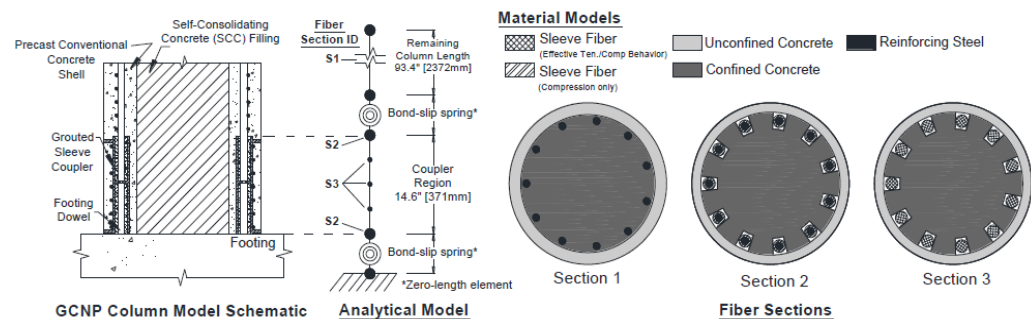 Precast Conventional
Concrete
Shell
Self-Consolidating
Concrete (SCC) Filling
Grouted
Sleeve
Coupler
Footing
Dowel
Footing
GCNP Column Model Schematic
Fiber
Section ID
S1
S2
S3
S2
Remaining
Column Length
93.4" [2372mm]
Bond-slip spring*
Coupler
Region
14.6" [371mm]
Bond-slip spring*
*Zero-length element
Analytical Model
Material Models
Sleeve Fiber
(Effective Ten./Comp Behavior)
Sleeve Fiber
(Compression only)
Unconfined Concrete
Confined Concrete
Reinforcing Steel
Section 1
Section 2
Section 3
Fiber Sections